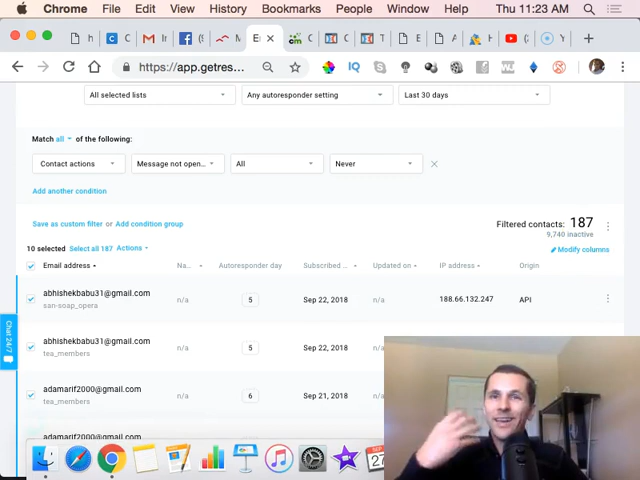 Chrome File Edit View History Bookmarks People Window Help Thu 11:23 AM
https://app.getres...
All selected lists Any autoresponder setting Last 30 days
Match all of the following:
Contact actions Message not open... All Never
Add another condition
Save as custom filter or Add condition group Filtered contacts: 187
9,740 inactive
10 selected Select all 187 Actions Modify columns
Email address Na... Autoresponder day Subscribed ... Updated on IP address Origin
abhishekbabu31@gmail.com n/a 5 Sep 22, 2018 n/a 188.66.132.247 API
san-soap_opera
Chat 24/7
abhishekbabu31@gmail.com n/a 5 Sep 22, 2018 n/a
tea_members
adamarif2000@gmail.com n/a 6 Sep 21, 2018 n/a
tea_members
adamarif2000@gmail.com
27